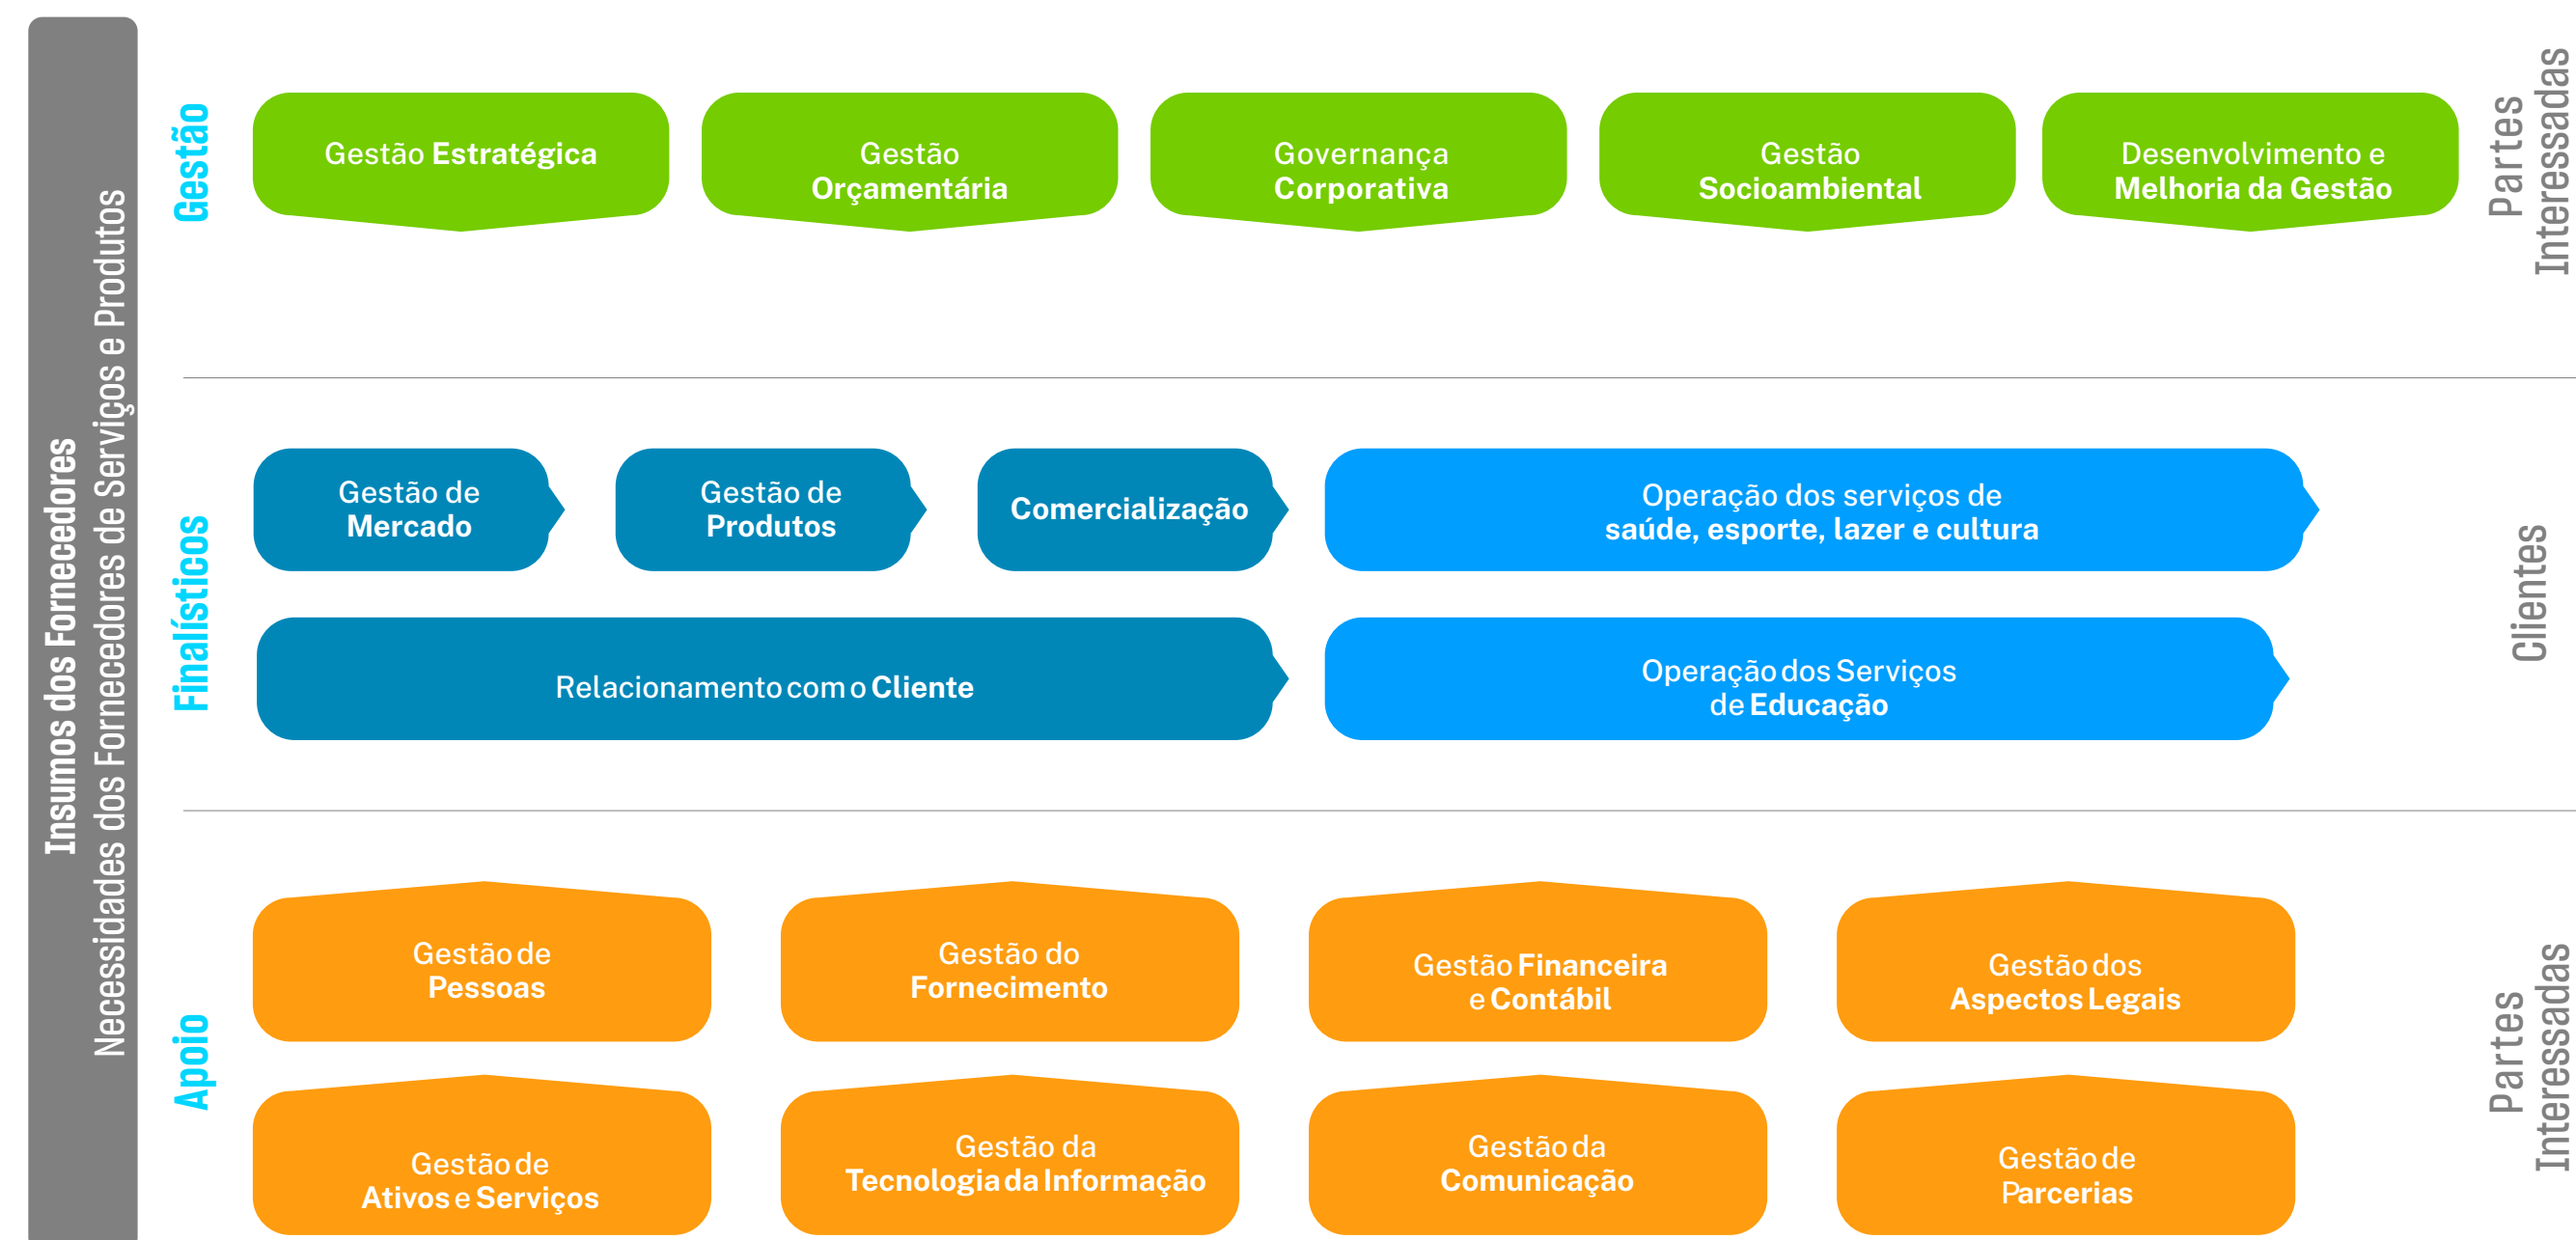 Insumos dos Fornecedores
Necessidades dos Fornecedores de Serviços e Produtos
Gestão
Gestão Estratégica
Gestão
Orçamentária
Governança
Corporativa
Gestão
Socioambiental
Desenvolvimento e
Melhoria da Gestão
Partes
Interessadas
Finalísticos
Gestão de
Mercado
Gestão de
Produtos
Comercialização
Operação dos serviços de
saúde, esporte, lazer e cultura
Relacionamento com o Cliente
Operação dos Serviços
de Educação
Clientes
Apoio
Gestão de
Pessoas
Gestão do
Fornecimento
Gestão Financeira
e Contábil
Gestão dos
Aspectos Legais
Gestão de
Ativos e Serviços
Gestão da
Tecnologia da Informação
Gestão da
Comunicação
Gestão de
Parcerias
Partes
Interessadas